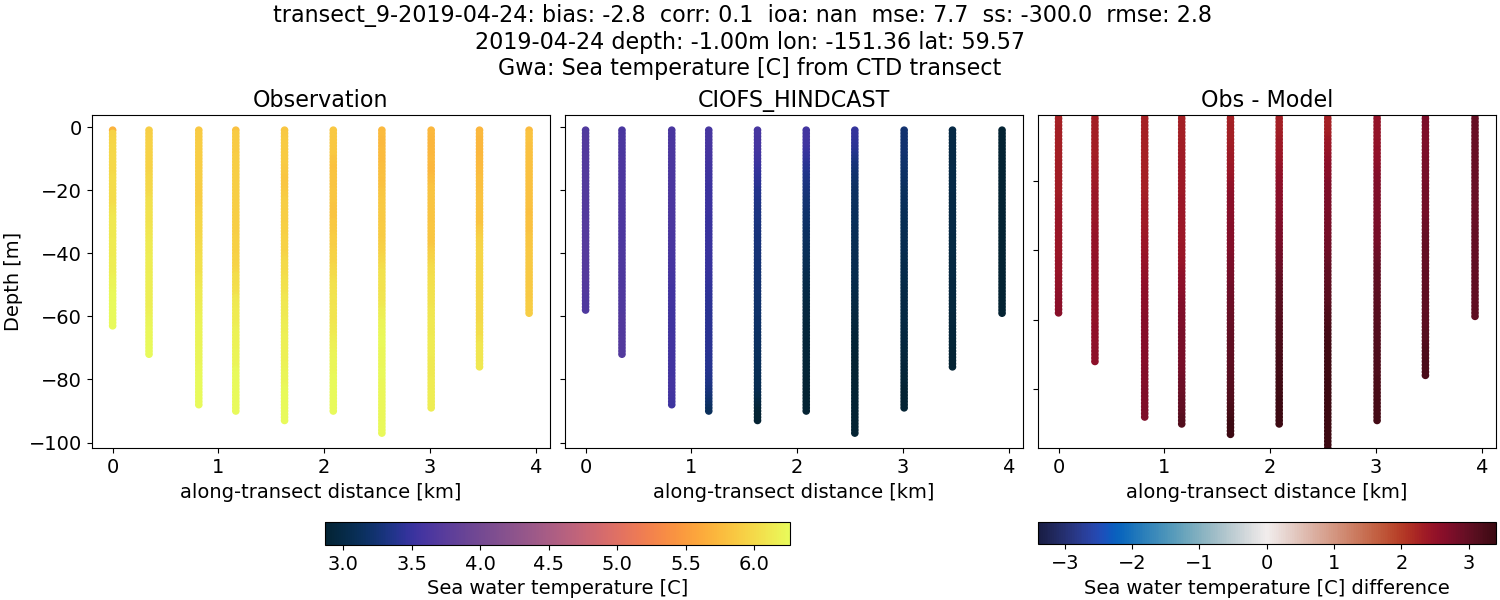 transect_9-2019-04-24: bias: -2.8  corr: 0.1  ioa: nan  mse: 7.7  ss: -300.0  rmse: 2.8
2019-04-24 depth: -1.00m lon: -151.36 lat: 59.57
Gwa: Sea temperature [C] from CTD transect
Observation
CIOFS_HINDCAST
Obs - Model
Depth [m]
0
−20
−40
−60
−80
−100
0 1 2 3 4
0 1 2 3 4
0 1 2 3 4
along-transect distance [km]
along-transect distance [km]
along-transect distance [km]
3.0 3.5 4.0 4.5 5.0 5.5 6.0
Sea water temperature [C]
−3 −2 −1 0 1 2 3
Sea water temperature [C] difference